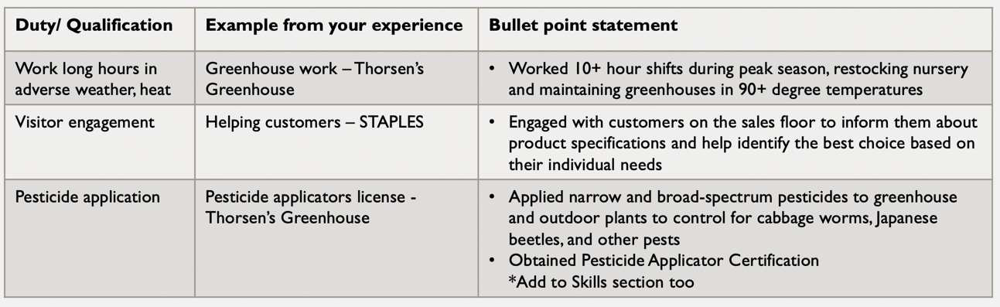 Duty/ Qualification
Example from your experience
Bullet point statement
Work long hours in
adverse weather, heat
Greenhouse work – Thorsen's
Greenhouse
• Worked 10+ hour shifts during peak season, restocking nursery
and maintaining greenhouses in 90+ degree temperatures
Visitor engagement
Helping customers – STAPLES
• Engaged with customers on the sales floor to inform them about
product specifications and help identify the best choice based on
their individual needs
Pesticide application
Pesticide applicators license -
Thorsen's Greenhouse
• Applied narrow and broad-spectrum pesticides to greenhouse
and outdoor plants to control for cabbage worms, Japanese
beetles, and other pests
• Obtained Pesticide Applicator Certification
*Add to Skills section too